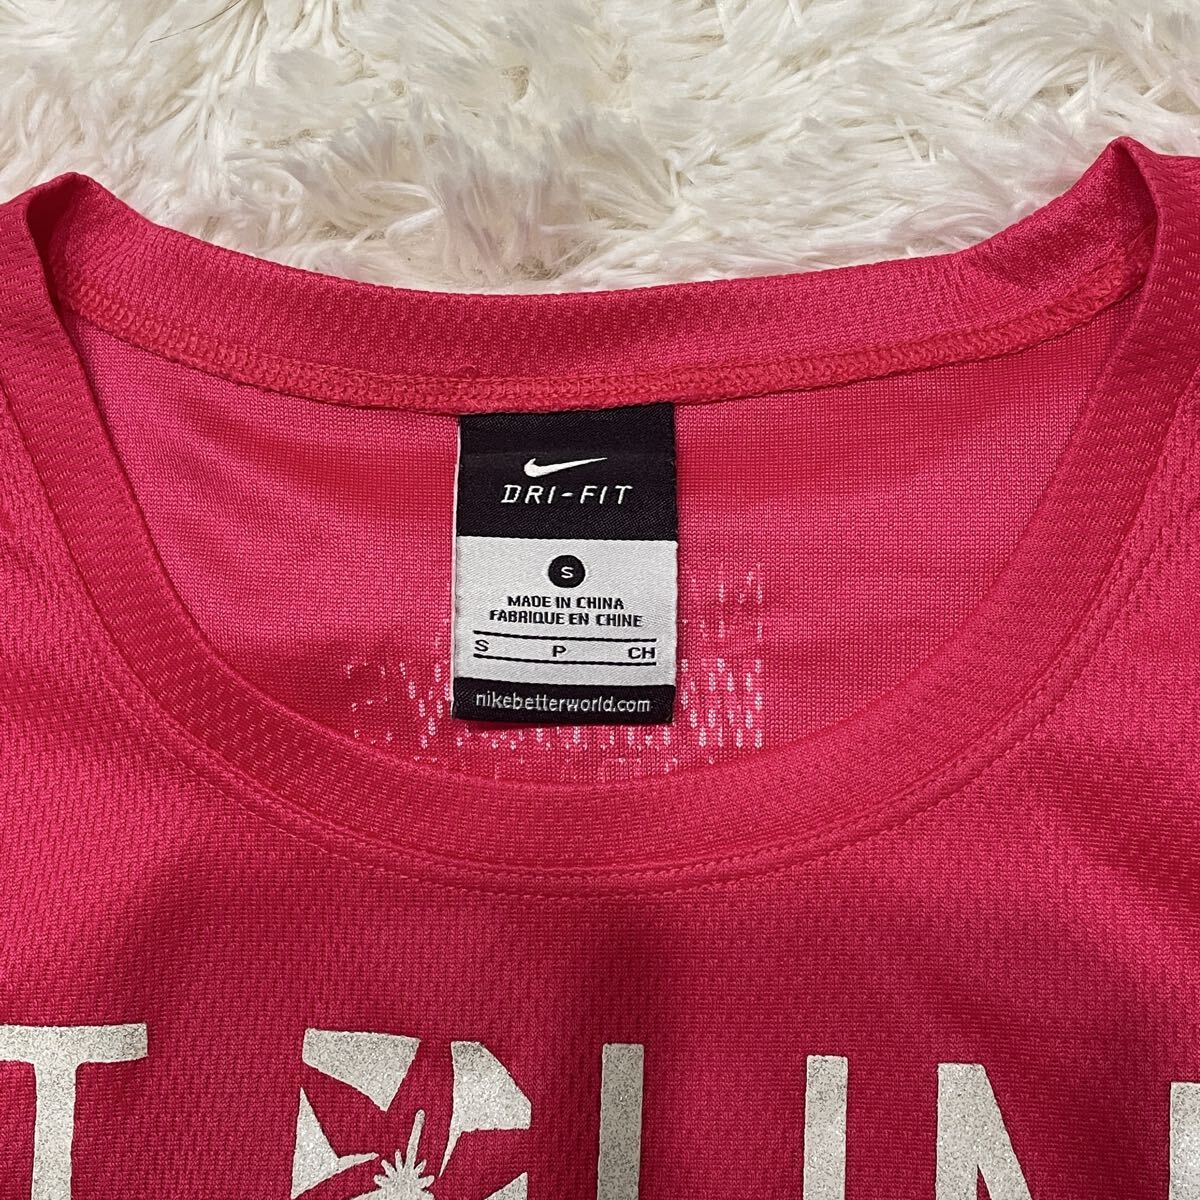 DRI-FIT
S
MADE IN CHINA
FABRIQUE EN CHINE
S P CH
nikebetterworld.com